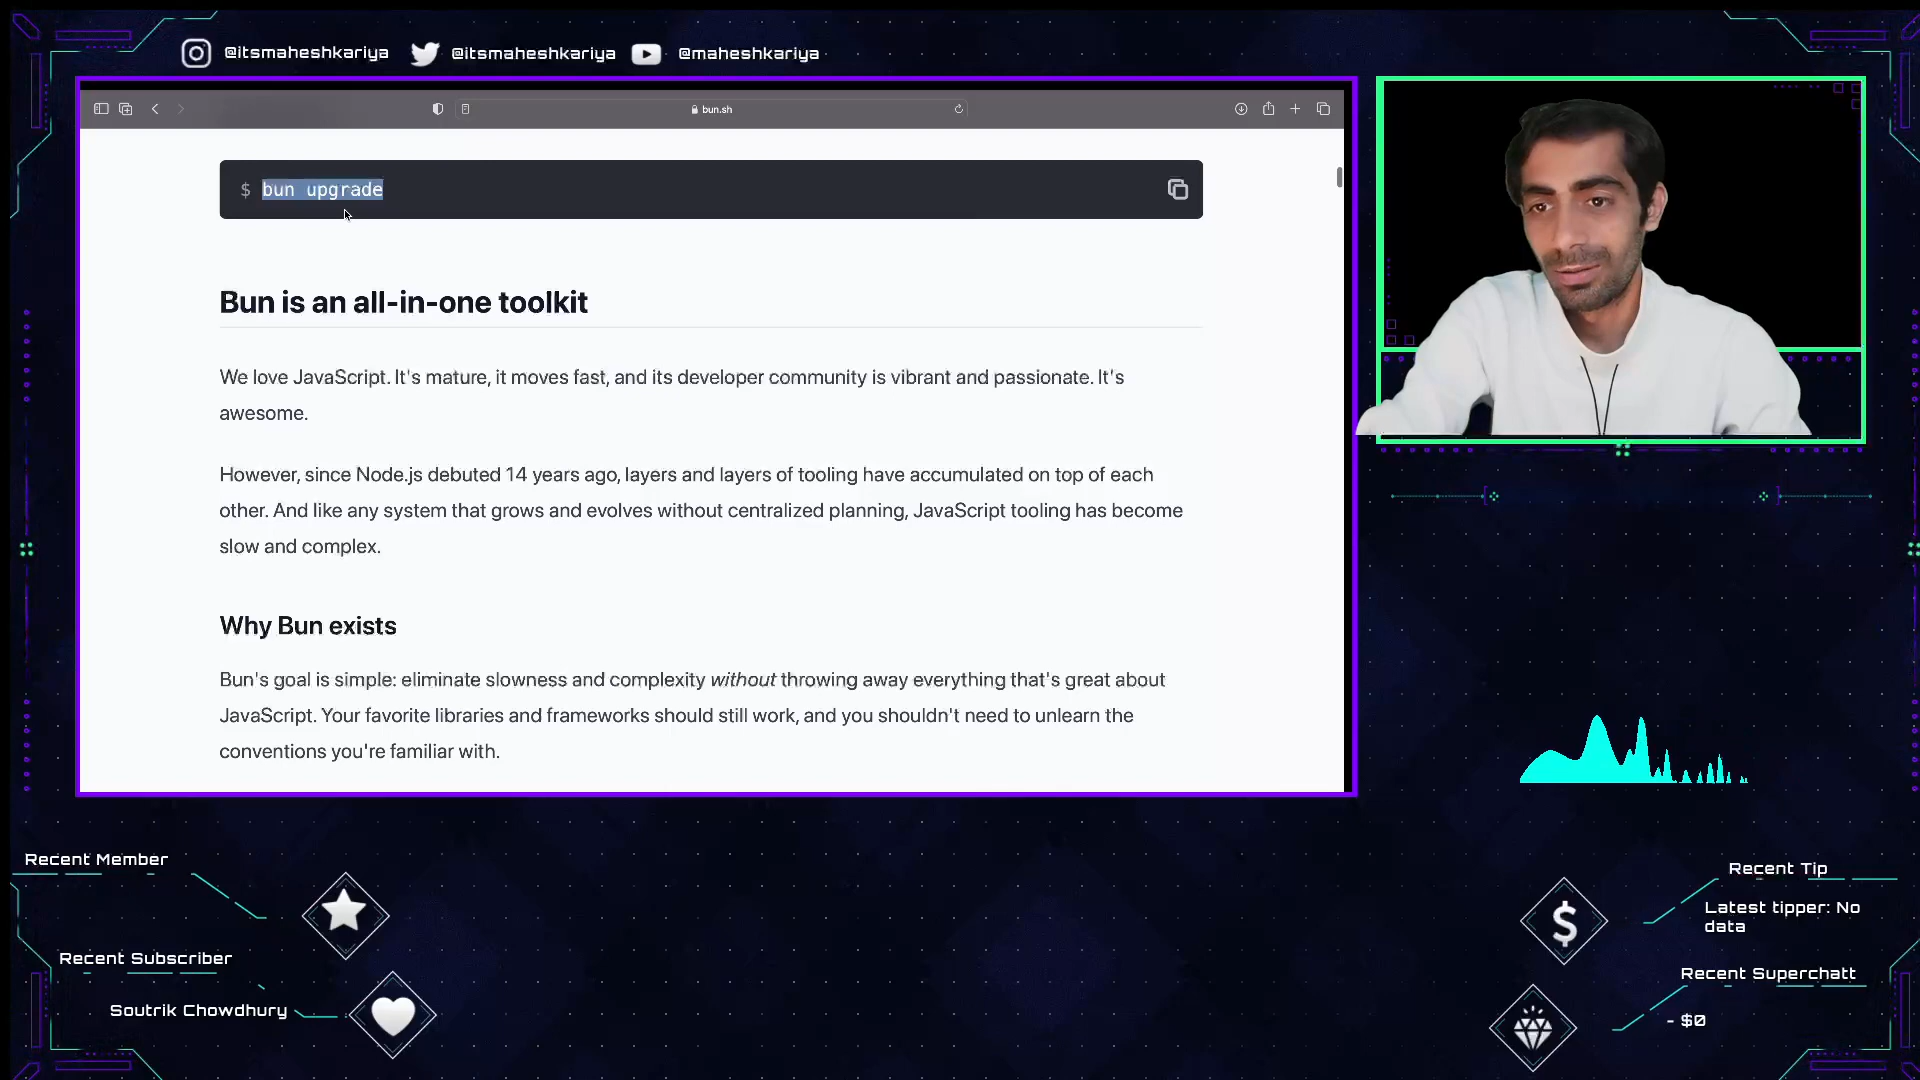 @itsmaheshkariya @itsmaheshkariya @maheshkariya
bun.sh
$ bun upgrade
Bun is an all-in-one toolkit
We love JavaScript. It's mature, it moves fast, and its developer community is vibrant and passionate. It's
awesome.
However, since Node.js debuted 14 years ago, layers and layers of tooling have accumulated on top of each
other. And like any system that grows and evolves without centralized planning, JavaScript tooling has become
slow and complex.
Why Bun exists
Bun's goal is simple: eliminate slowness and complexity without throwing away everything that's great about
JavaScript. Your favorite libraries and frameworks should still work, and you shouldn't need to unlearn the
conventions you're familiar with.
Recent Member
Recent Subscriber
Soutrik Chowdhury
Recent Tip
Latest tipper: No
data
Recent Superchatt
- $0